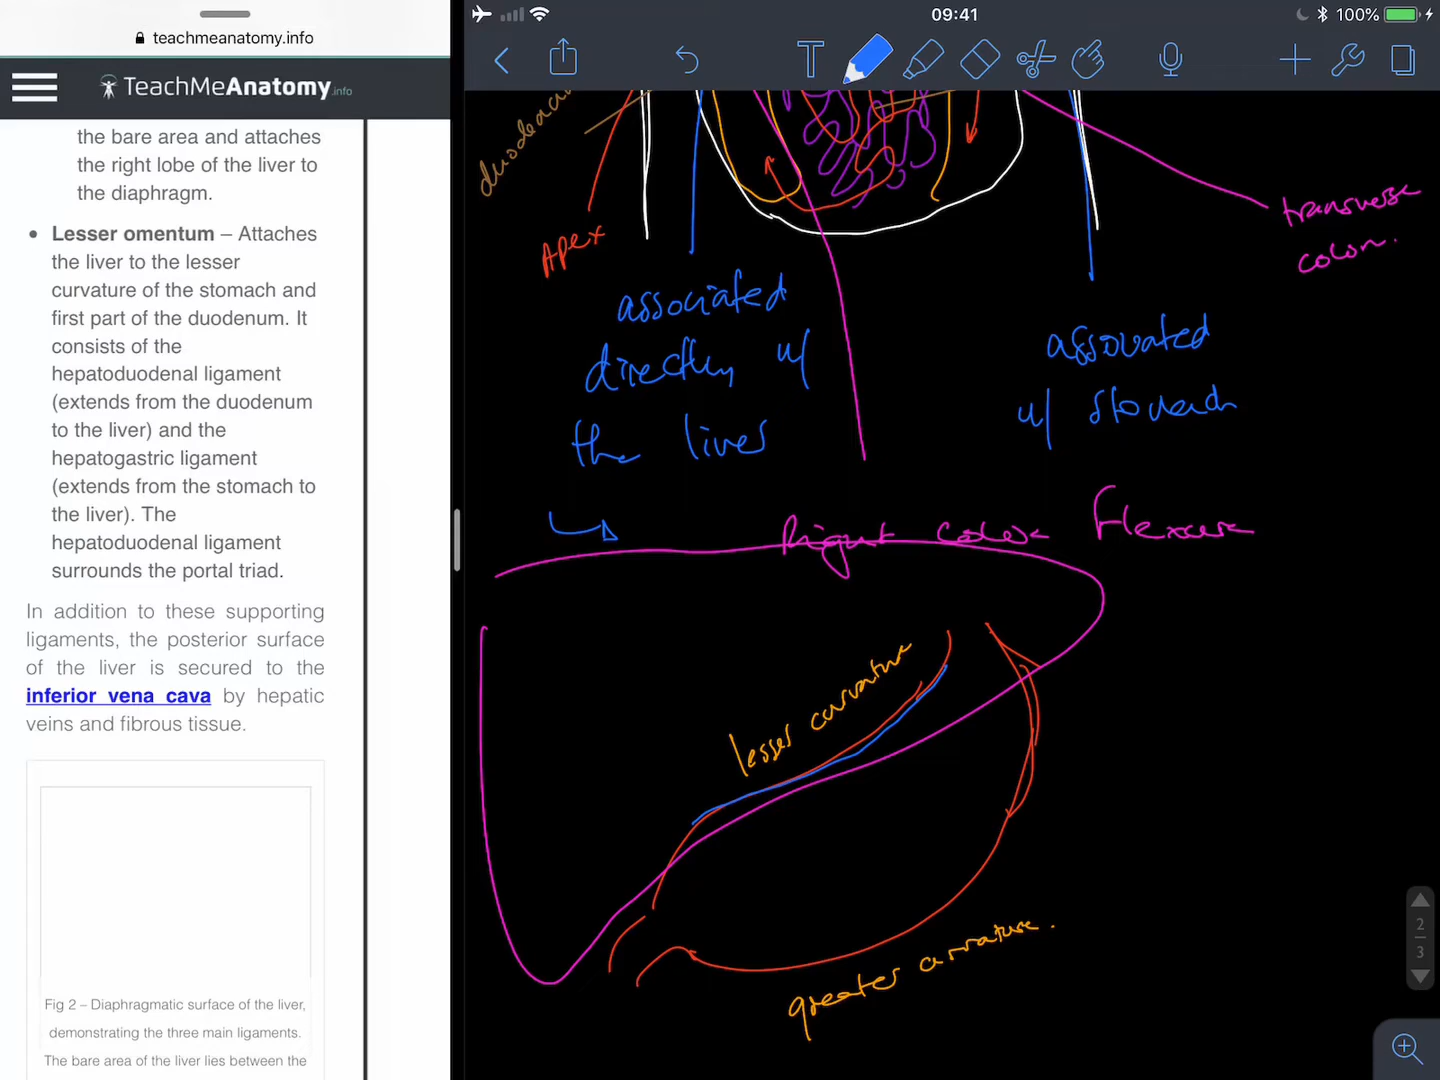 teachmeanatomy.info
TeachMeAnatomy.info
the bare area and attaches
the right lobe of the liver to
the diaphragm.
• Lesser omentum – Attaches
the liver to the lesser
curvature of the stomach and
first part of the duodenum. It
consists of the
hepatoduodenal ligament
(extends from the duodenum
to the liver) and the
hepatogastric ligament
(extends from the stomach to
the liver). The
hepatoduodenal ligament
surrounds the portal triad.
In addition to these supporting
ligaments, the posterior surface
of the liver is secured to the
inferior vena cava by hepatic
veins and fibrous tissue.
Fig 2 – Diaphragmatic surface of the liver,
demonstrating the three main ligaments.
The bare area of the liver lies between the
09:41
100%
T
Apex
transverse
colon.
associated
directly w/
the liver
associated
w/ stomach
Right colic Flexure
lesser curvature
greater curvature.
2
3